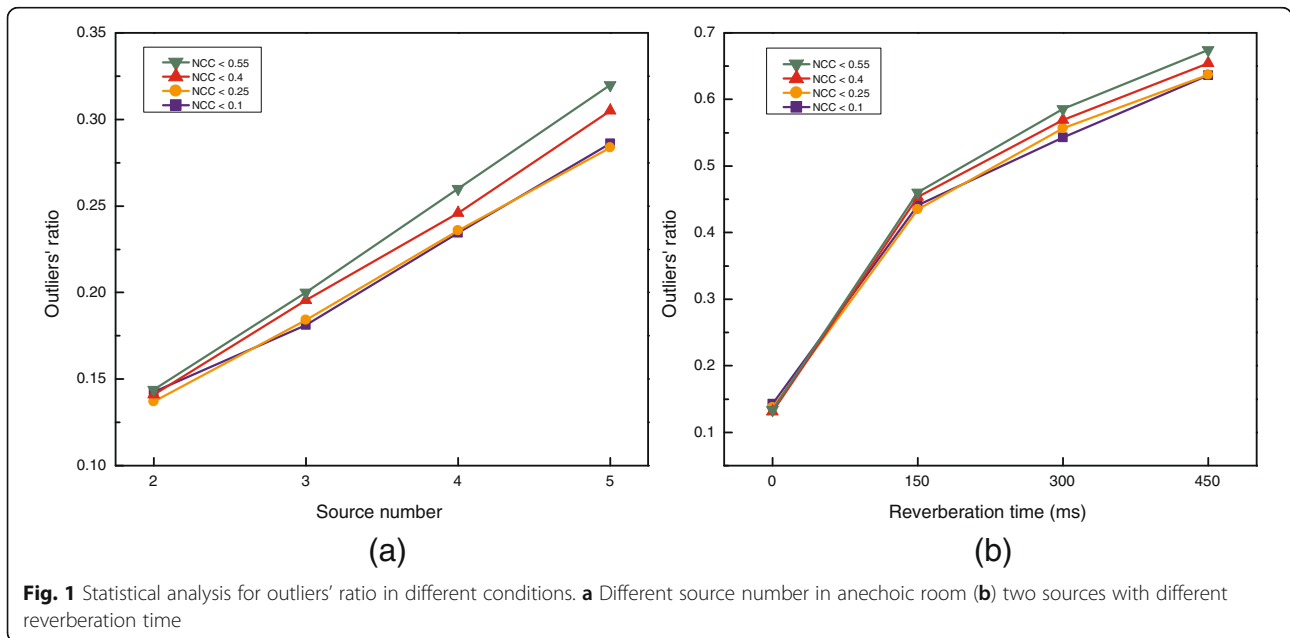 0.35
0.30
0.25
0.20
0.15
0.10
Outliers' ratio
NCC < 0.55
NCC < 0.4
NCC < 0.25
NCC < 0.1
2 3 4 5
Source number
(a)
0.7
0.6
0.5
0.4
0.3
0.2
0.1
Outliers' ratio
NCC < 0.55
NCC < 0.4
NCC < 0.25
NCC < 0.1
0 150 300 450
Reverberation time (ms)
(b)
Fig. 1 Statistical analysis for outliers' ratio in different conditions. a Different source number in anechoic room (b) two sources with different
reverberation time